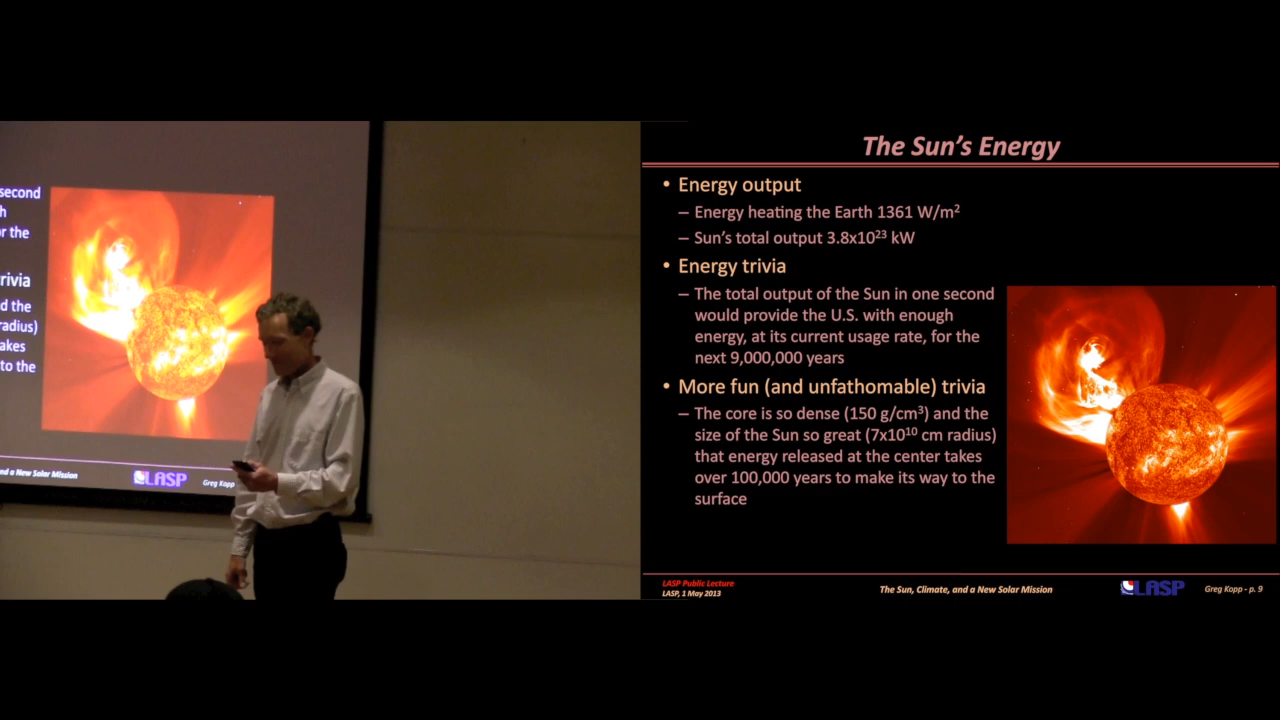 second
h
r the
rivia
d the
radius)
akes
to the
nd a New Solar Mission
LASP
Greg Kopp
The Sun's Energy
• Energy output
– Energy heating the Earth 1361 W/m²
– Sun's total output 3.8x10²³ kW
• Energy trivia
– The total output of the Sun in one second
would provide the U.S. with enough
energy, at its current usage rate, for the
next 9,000,000 years
• More fun (and unfathomable) trivia
– The core is so dense (150 g/cm³) and the
size of the Sun so great (7x10¹⁰ cm radius)
that energy released at the center takes
over 100,000 years to make its way to the
surface
LASP Public Lecture
LASP, 1 May 2013
The Sun, Climate, and a New Solar Mission
LASP
Greg Kopp - p. 9